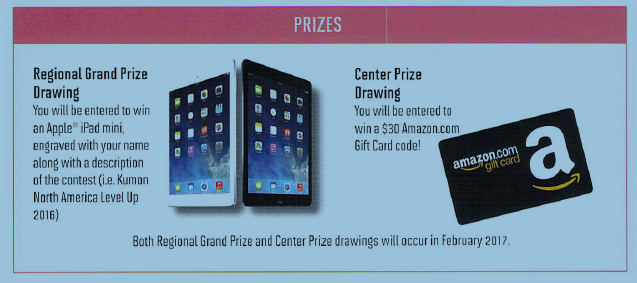 PRIZES
Regional Grand Prize
Drawing
You will be entered to win
an Apple® iPad mini,
engraved with your name
along with a description
of the contest (i.e. Kumon
North America Level Up
2016)
Center Prize
Drawing
You will be entered to
win a $30 Amazon.com
Gift Card code!
amazon.com
gift card
a
Both Regional Grand Prize and Center Prize drawings will occur in February 2017.